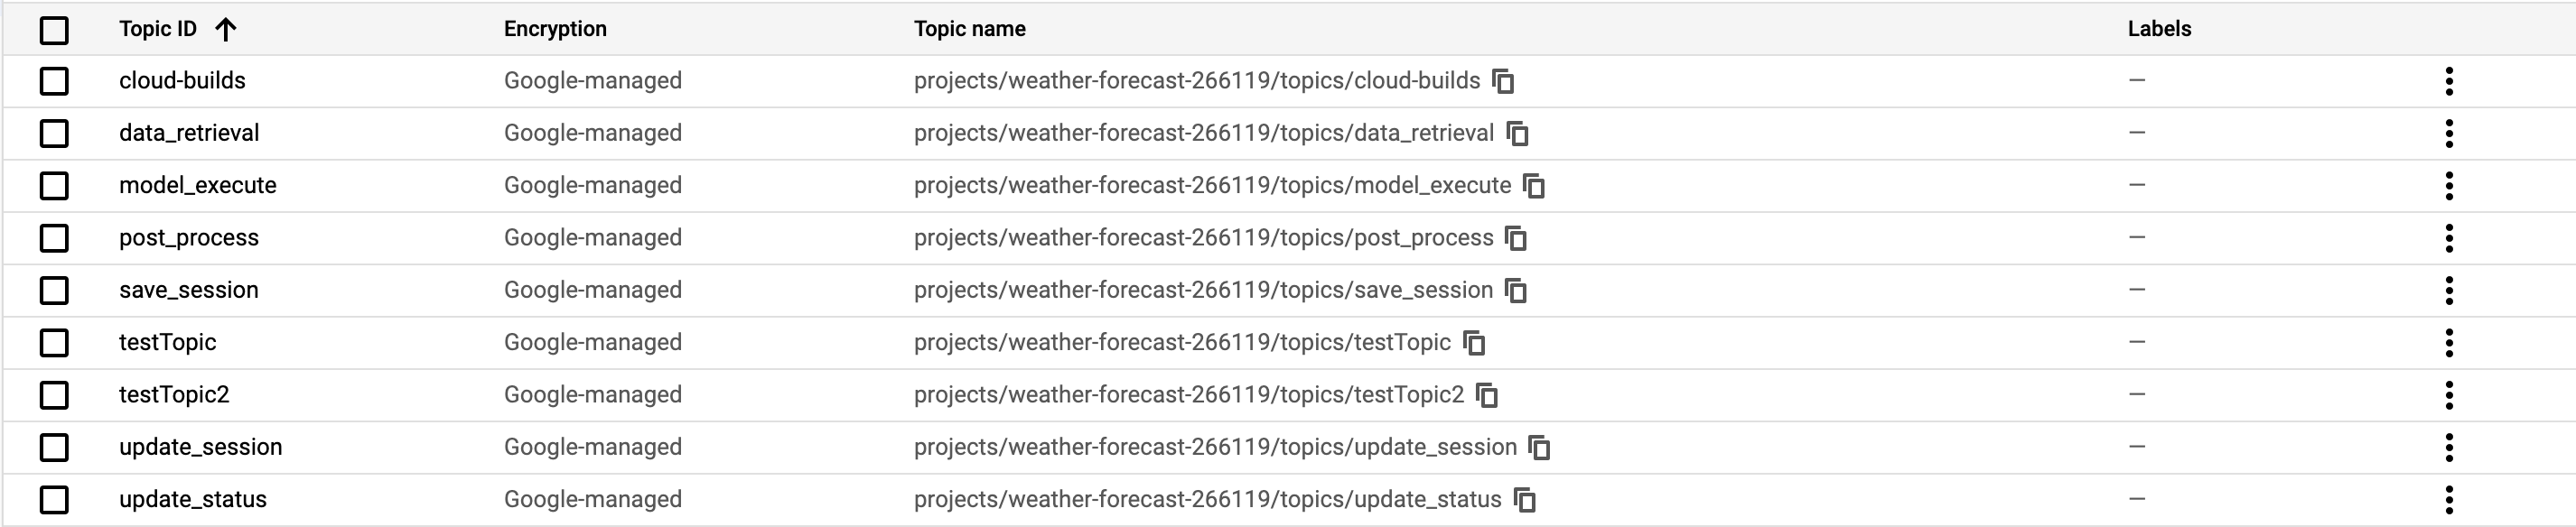 Topic ID Encryption Topic name Labels
cloud-builds Google-managed projects/weather-forecast-266119/topics/cloud-builds –
data_retrieval Google-managed projects/weather-forecast-266119/topics/data_retrieval –
model_execute Google-managed projects/weather-forecast-266119/topics/model_execute –
post_process Google-managed projects/weather-forecast-266119/topics/post_process –
save_session Google-managed projects/weather-forecast-266119/topics/save_session –
testTopic Google-managed projects/weather-forecast-266119/topics/testTopic –
testTopic2 Google-managed projects/weather-forecast-266119/topics/testTopic2 –
update_session Google-managed projects/weather-forecast-266119/topics/update_session –
update_status Google-managed projects/weather-forecast-266119/topics/update_status –